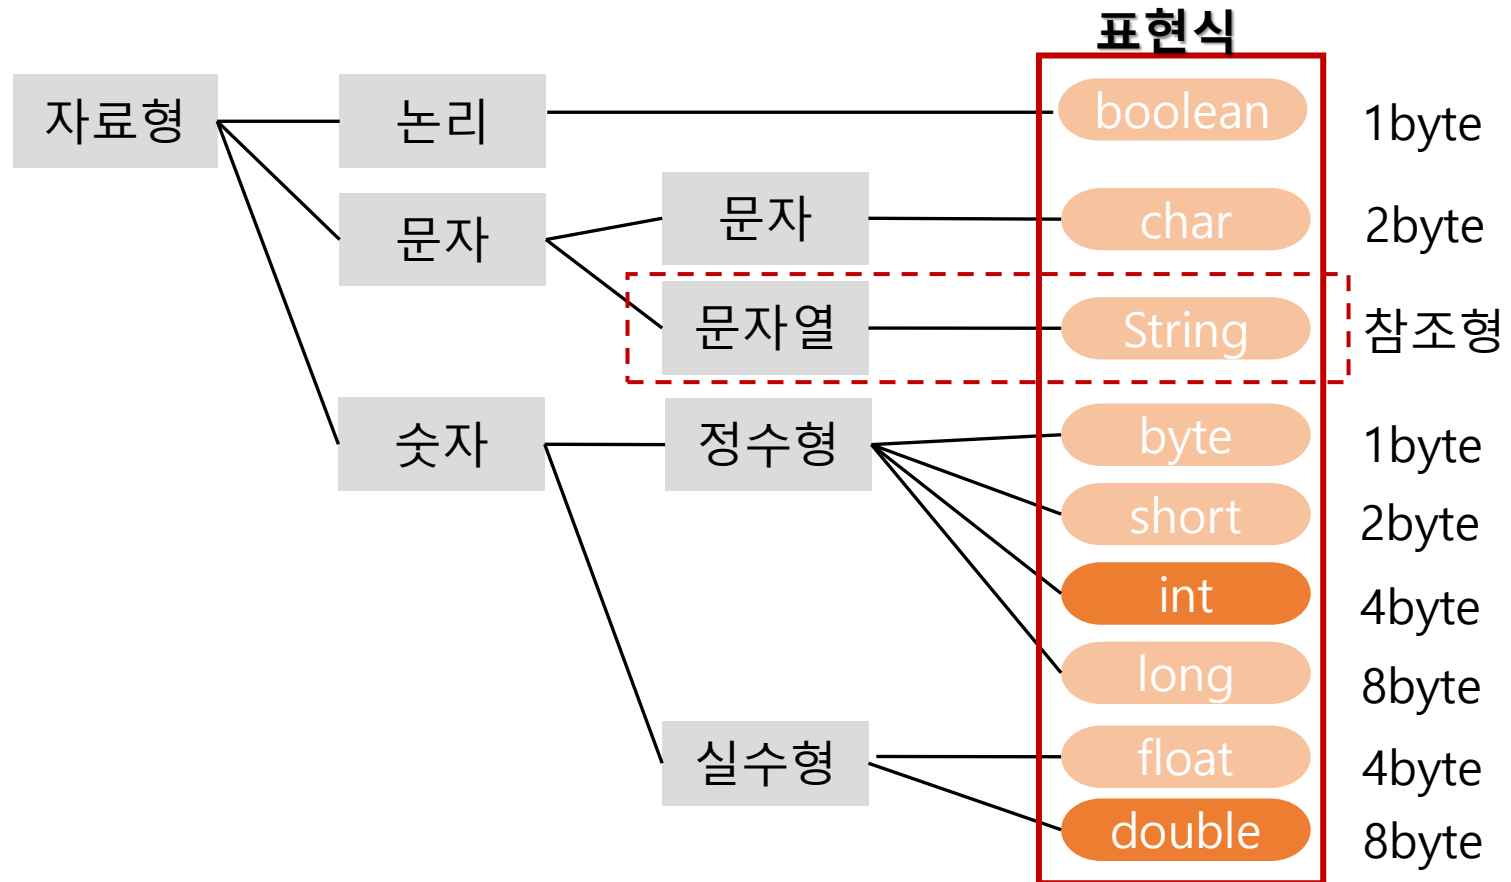 표현식
자료형
논리
boolean
1byte
문자
문자
char
2byte
문자열
String
참조형
숫자
정수형
byte
1byte
short
2byte
int
4byte
long
8byte
실수형
float
4byte
double
8byte